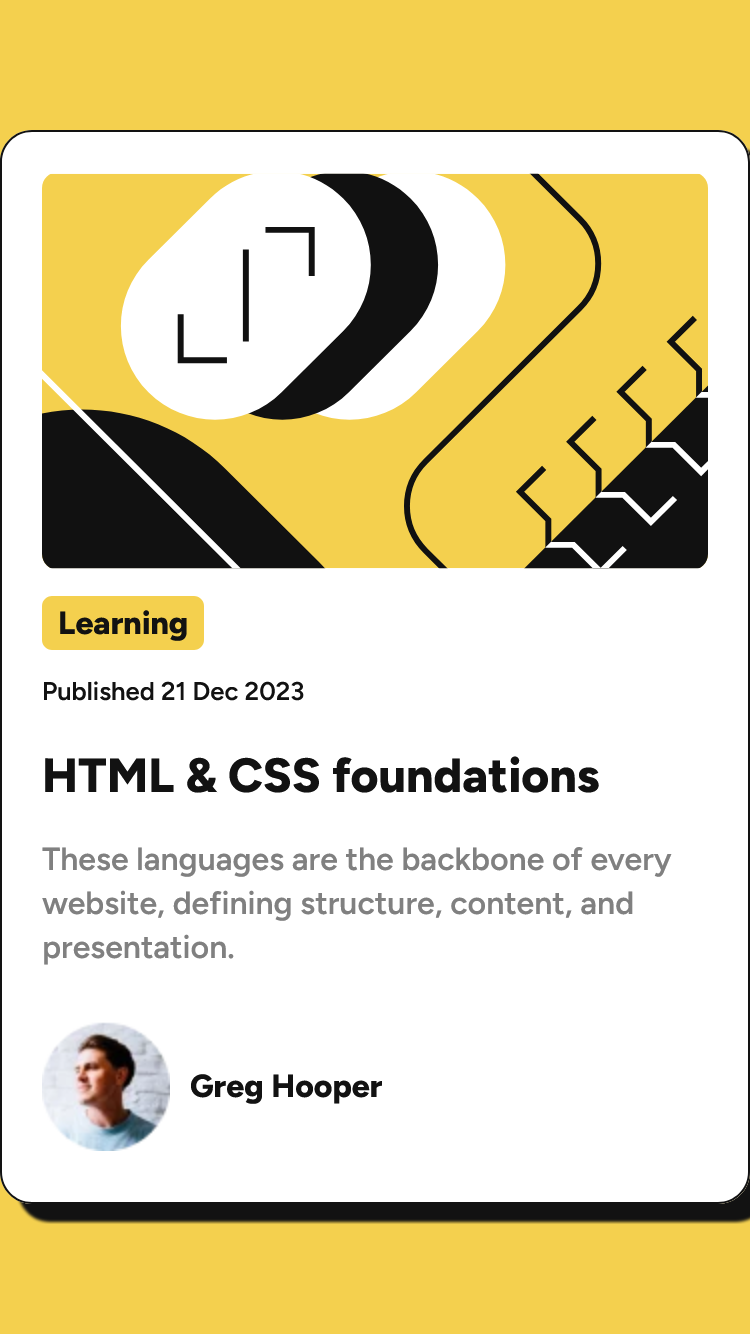 Learning
Published 21 Dec 2023
HTML & CSS foundations
These languages are the backbone of every
website, defining structure, content, and
presentation.
Greg Hooper